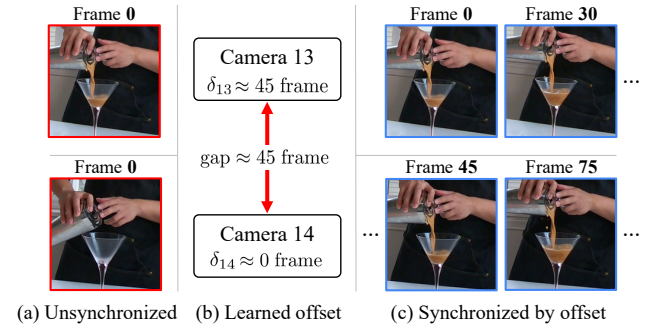 Frame 0
Frame 0
(a) Unsynchronized
Camera 13
δ13 ≈ 45 frame
gap ≈ 45 frame
Camera 14
δ14 ≈ 0 frame
(b) Learned offset
Frame 0 Frame 30
...
Frame 45 Frame 75
... ...
(c) Synchronized by offset